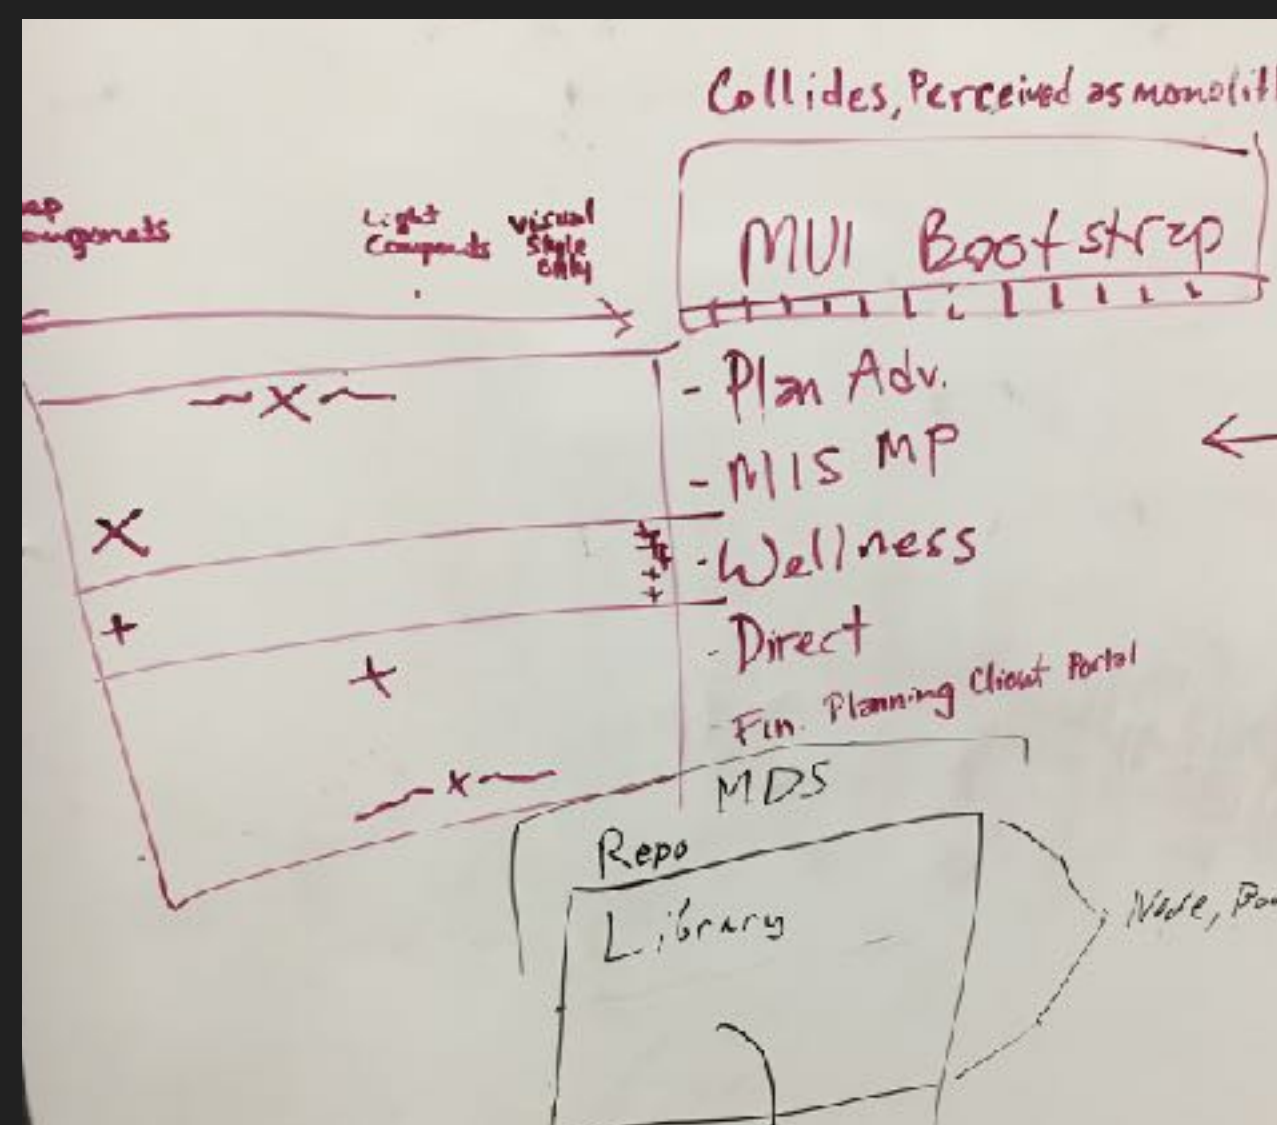 Collides, Perceived as monolit
Light
Components
visual
Style
only
MUI Bootstrap
- Plan Adv.
- MIS MP
- Wellness
- Direct
- Fin. Planning Client Portal
MDS
Repo
Library
Node,